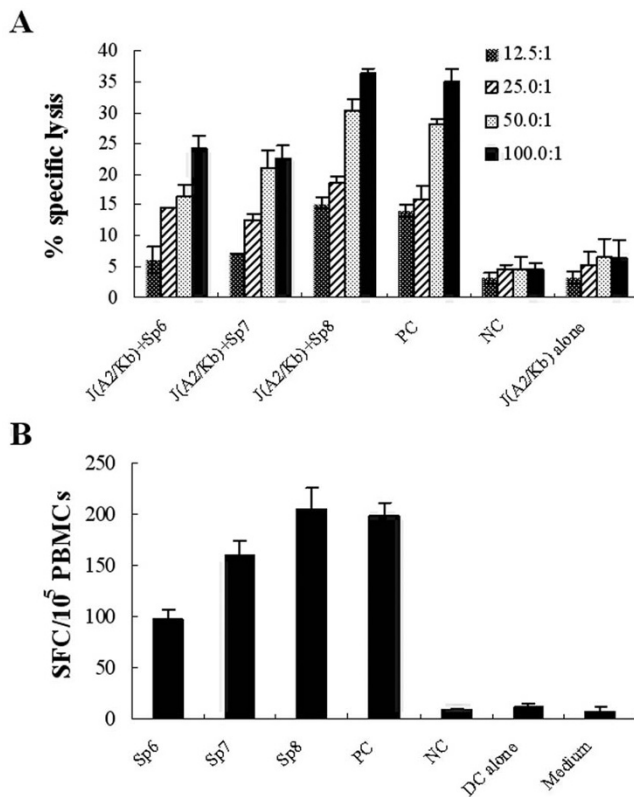 A
% specific lysis
40
35
30
25
20
15
10
5
0
12.5:1
25.0:1
50.0:1
100.0:1
J(A2/Kb)+Sp6
J(A2/Kb)+Sp7
J(A2/Kb)+Sp8
PC
NC
J(A2/Kb) alone
B
SFC/10⁵ PBMCs
250
200
150
100
50
0
Sp6
Sp7
Sp8
PC
NC
DC alone
Medium